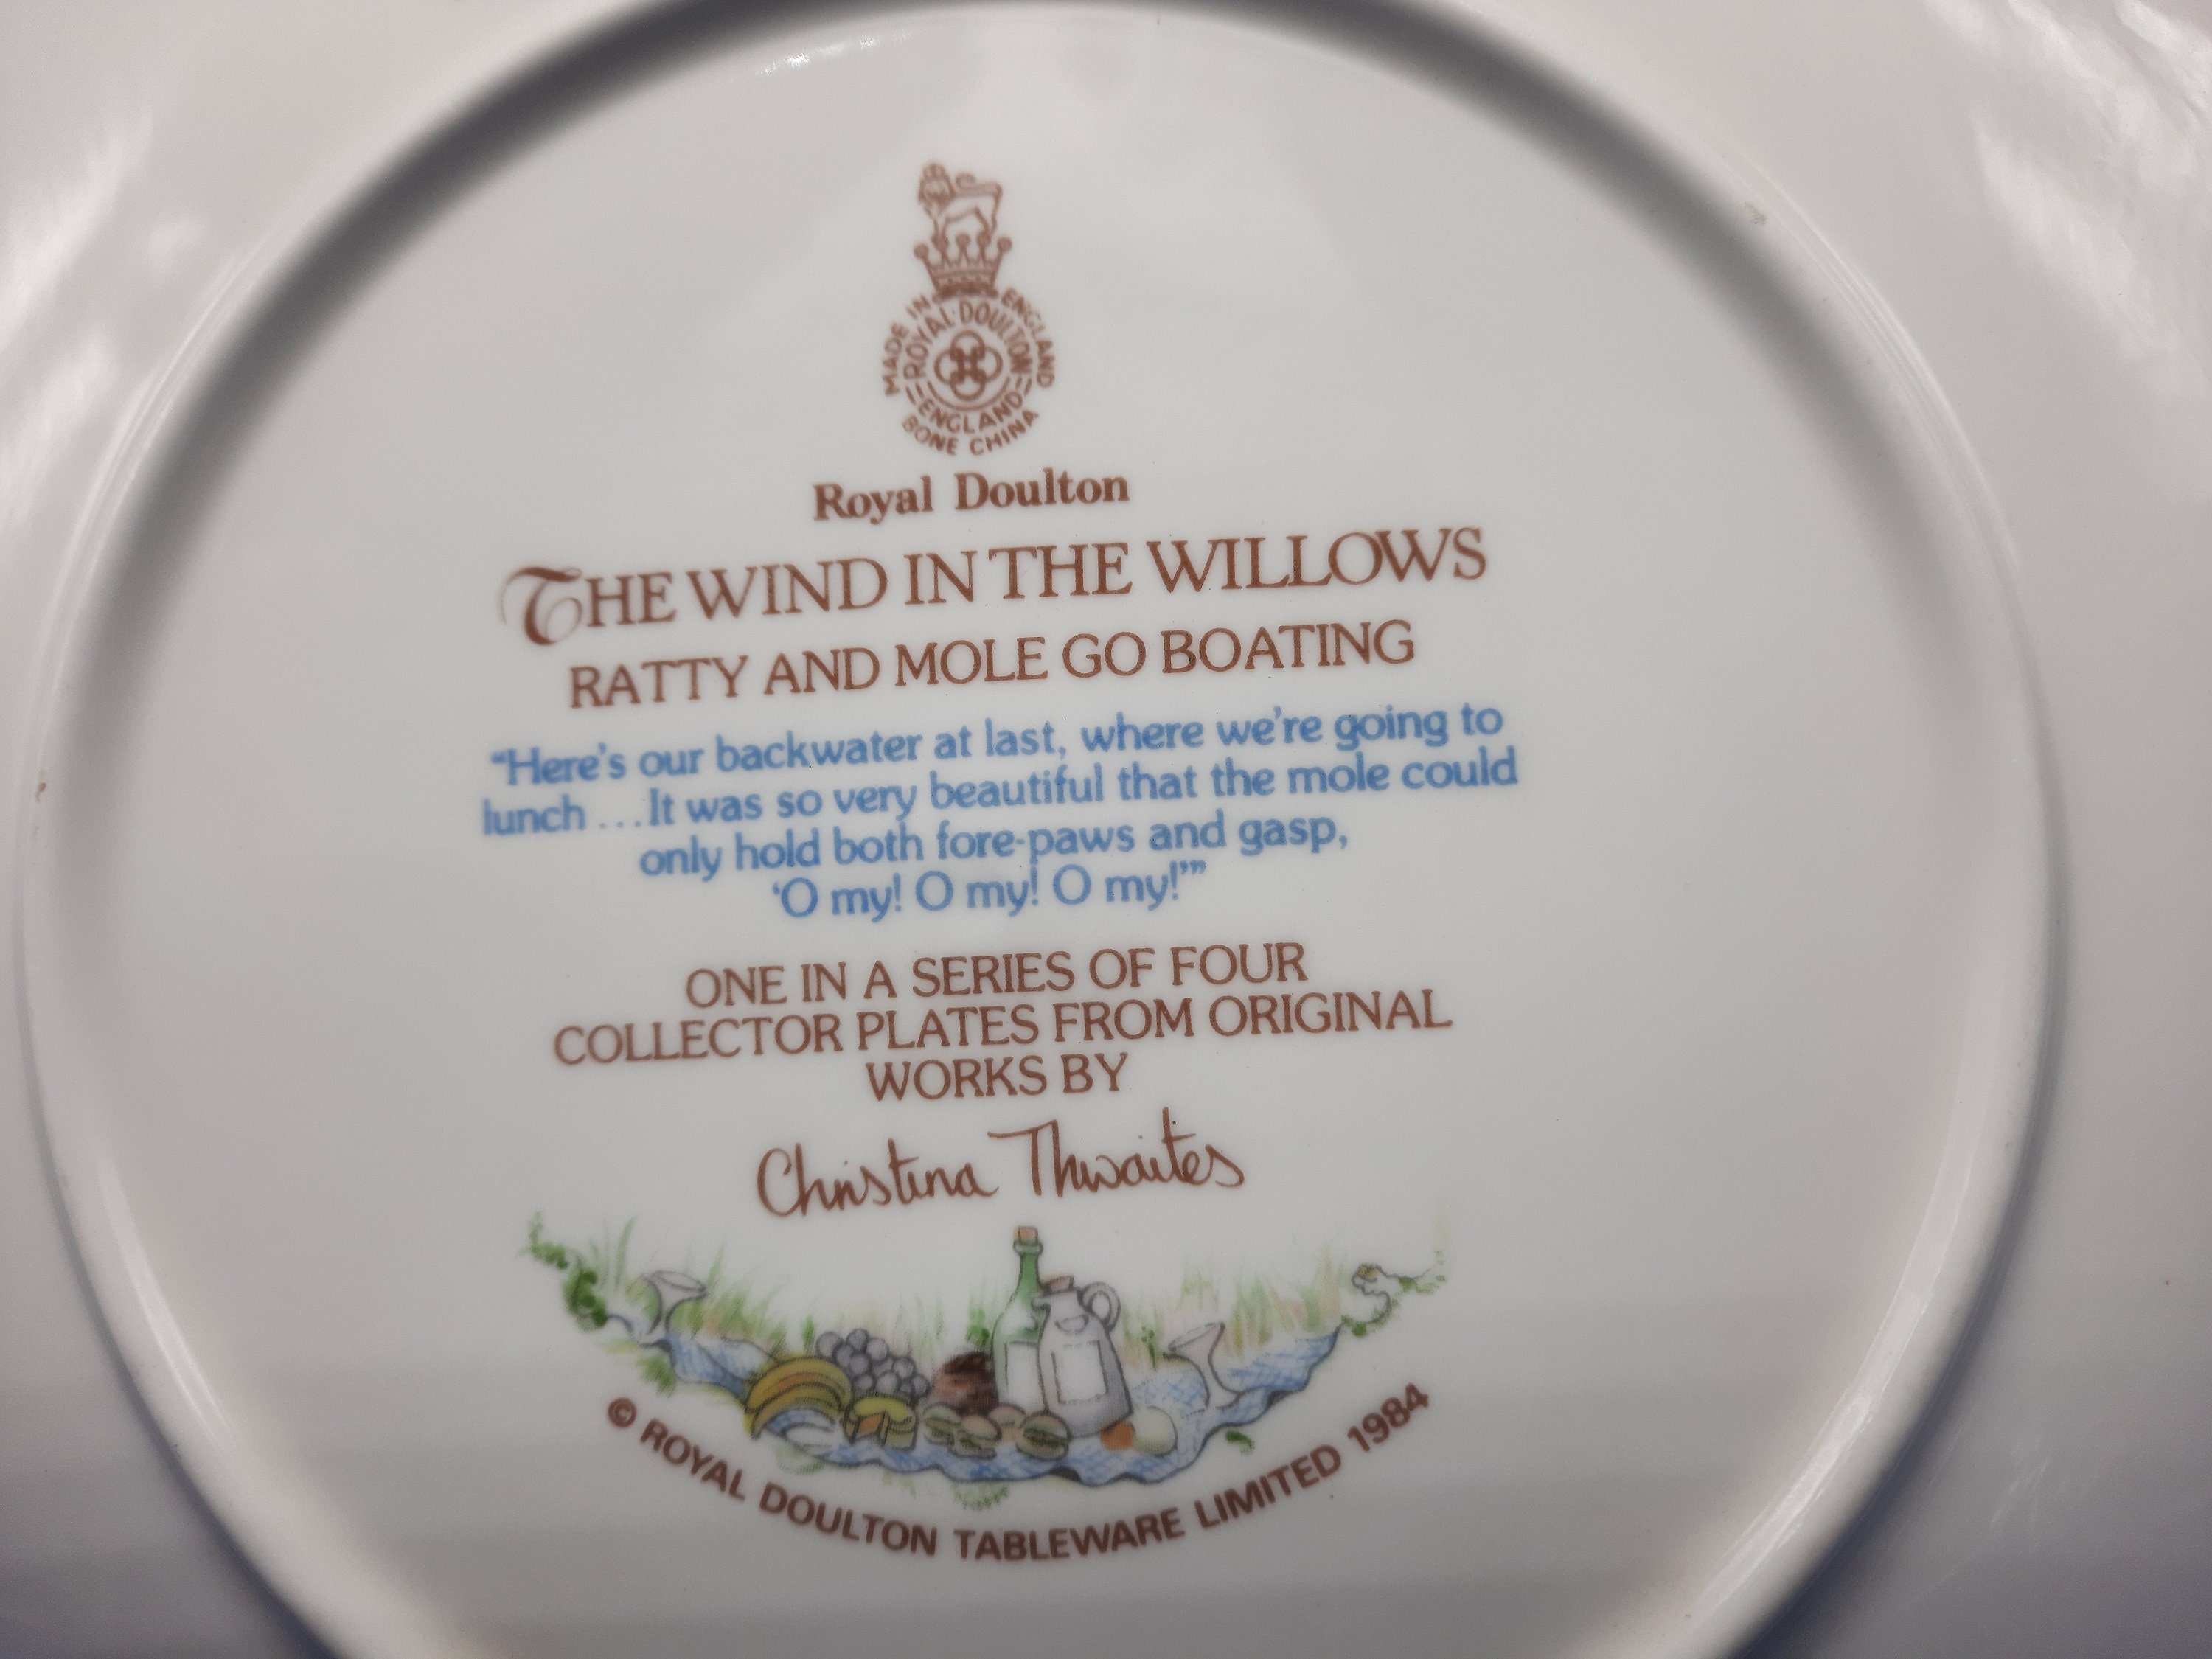 MADE IN ENGLAND
ROYAL·DOULTON
ENGLAND
BONE CHINA
Royal Doulton
THE WIND IN THE WILLOWS
RATTY AND MOLE GO BOATING
“Here’s our backwater at last, where we’re going to
lunch ...It was so very beautiful that the mole could
only hold both fore-paws and gasp,
‘O my! O my! O my!’”
ONE IN A SERIES OF FOUR
COLLECTOR PLATES FROM ORIGINAL
WORKS BY
Christina Thwaites
© ROYAL DOULTON TABLEWARE LIMITED 1984